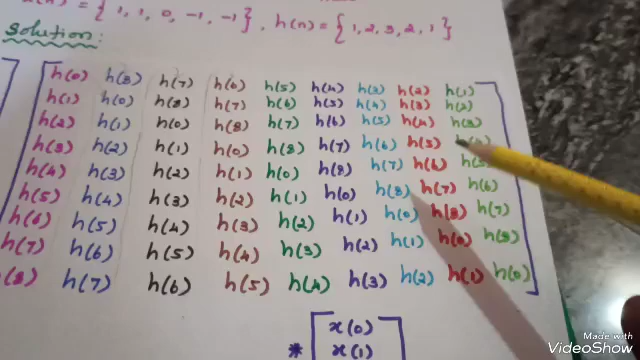 x(n) = { 1, 1, 0, -1, -1 } , h(n) = { 1, 2, 3, 2, 1 }
Solution:
h(0) h(8) h(7) h(6) h(5) h(4) h(3) h(2) h(1)
h(1) h(0) h(8) h(7) h(6) h(5) h(4) h(3) h(2)
h(2) h(1) h(0) h(8) h(7) h(6) h(5) h(4) h(3)
h(3) h(2) h(1) h(0) h(8) h(7) h(6) h(5)
h(4) h(3) h(2) h(1) h(0) h(8) h(7) h(6) h(5)
h(5) h(4) h(3) h(2) h(1) h(0) h(8) h(7) h(6)
h(6) h(5) h(4) h(3) h(2) h(1) h(0) h(8) h(7)
h(7) h(6) h(5) h(4) h(3) h(2) h(1) h(0) h(8)
h(8) h(7) h(6) h(5) h(4) h(3) h(2) h(1) h(0)
* x(0)
x(1)
Made with
VideoShow